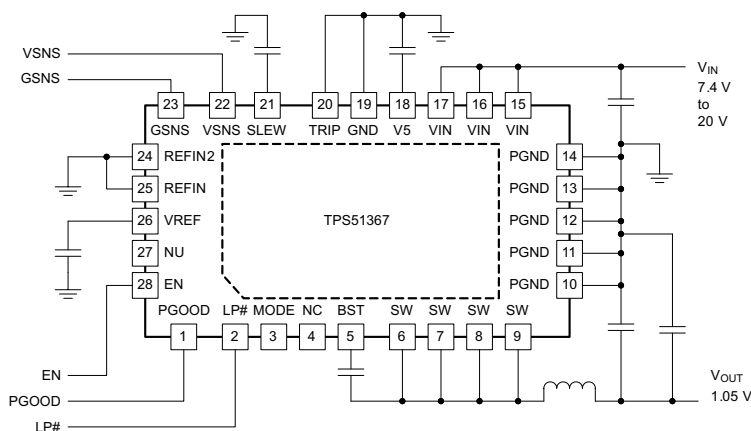 VSNS
GSNS
23 22 21 20 19 18 17 16 15
GSNS VSNS SLEW TRIP GND V5 VIN VIN VIN
VIN
7.4 V
to
20 V
24 REFIN2
25 REFIN
26 VREF
27 NU
28 EN
TPS51367
PGND 14
PGND 13
PGND 12
PGND 11
PGND 10
PGOOD LP# MODE NC BST SW SW SW SW
1 2 3 4 5 6 7 8 9
EN
PGOOD
LP#
VOUT
1.05 V